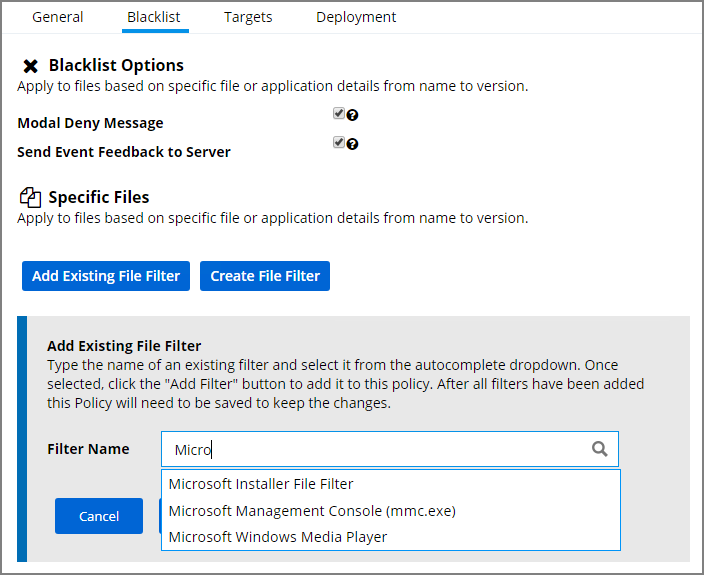 General Blacklist Targets Deployment
Blacklist Options
Apply to files based on specific file or application details from name to version.
Modal Deny Message
Send Event Feedback to Server
Specific Files
Apply to files based on specific file or application details from name to version.
Add Existing File Filter Create File Filter
Add Existing File Filter
Type the name of an existing filter and select it from the autocomplete dropdown. Once
selected, click the "Add Filter" button to add it to this policy. After all filters have been added
this Policy will need to be saved to keep the changes.
Filter Name Micro
Microsoft Installer File Filter
Cancel Microsoft Management Console (mmc.exe)
Microsoft Windows Media Player